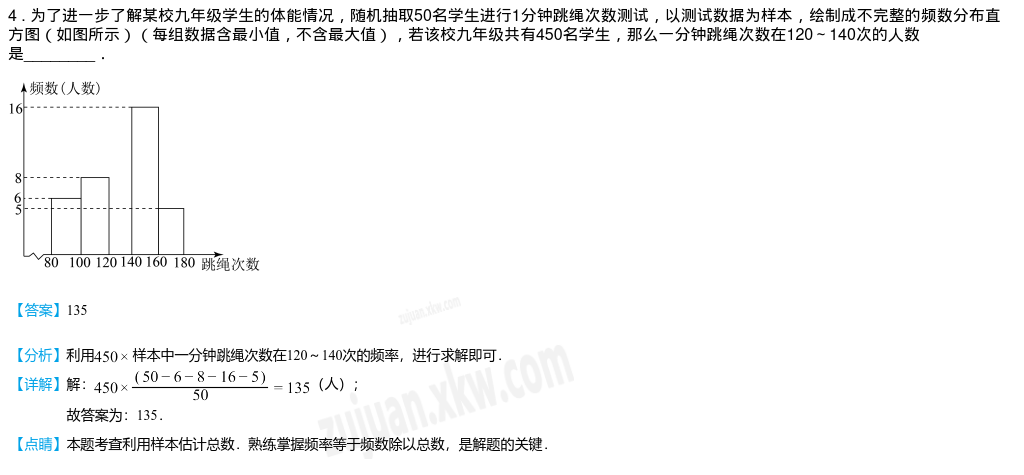 4．为了进一步了解某校九年级学生的体能情况，随机抽取50名学生进行1分钟跳绳次数测试，以测试数据为样本，绘制成不完整的频数分布直
方图（如图所示）（每组数据含最小值，不含最大值），若该校九年级共有450名学生，那么一分钟跳绳次数在120～140次的人数
是_________．
频数(人数)
16
8
6
5
80 100 120 140 160 180 跳绳次数
【答案】135
zujuan.xkw.com
【分析】利用450×样本中一分钟跳绳次数在120～140次的频率，进行求解即可．
【详解】解：450×(50－6－8－16－5)/50＝135（人）；
故答案为：135．
zujuan.xkw.com
【点睛】本题考查利用样本估计总数．熟练掌握频率等于频数除以总数，是解题的关键．